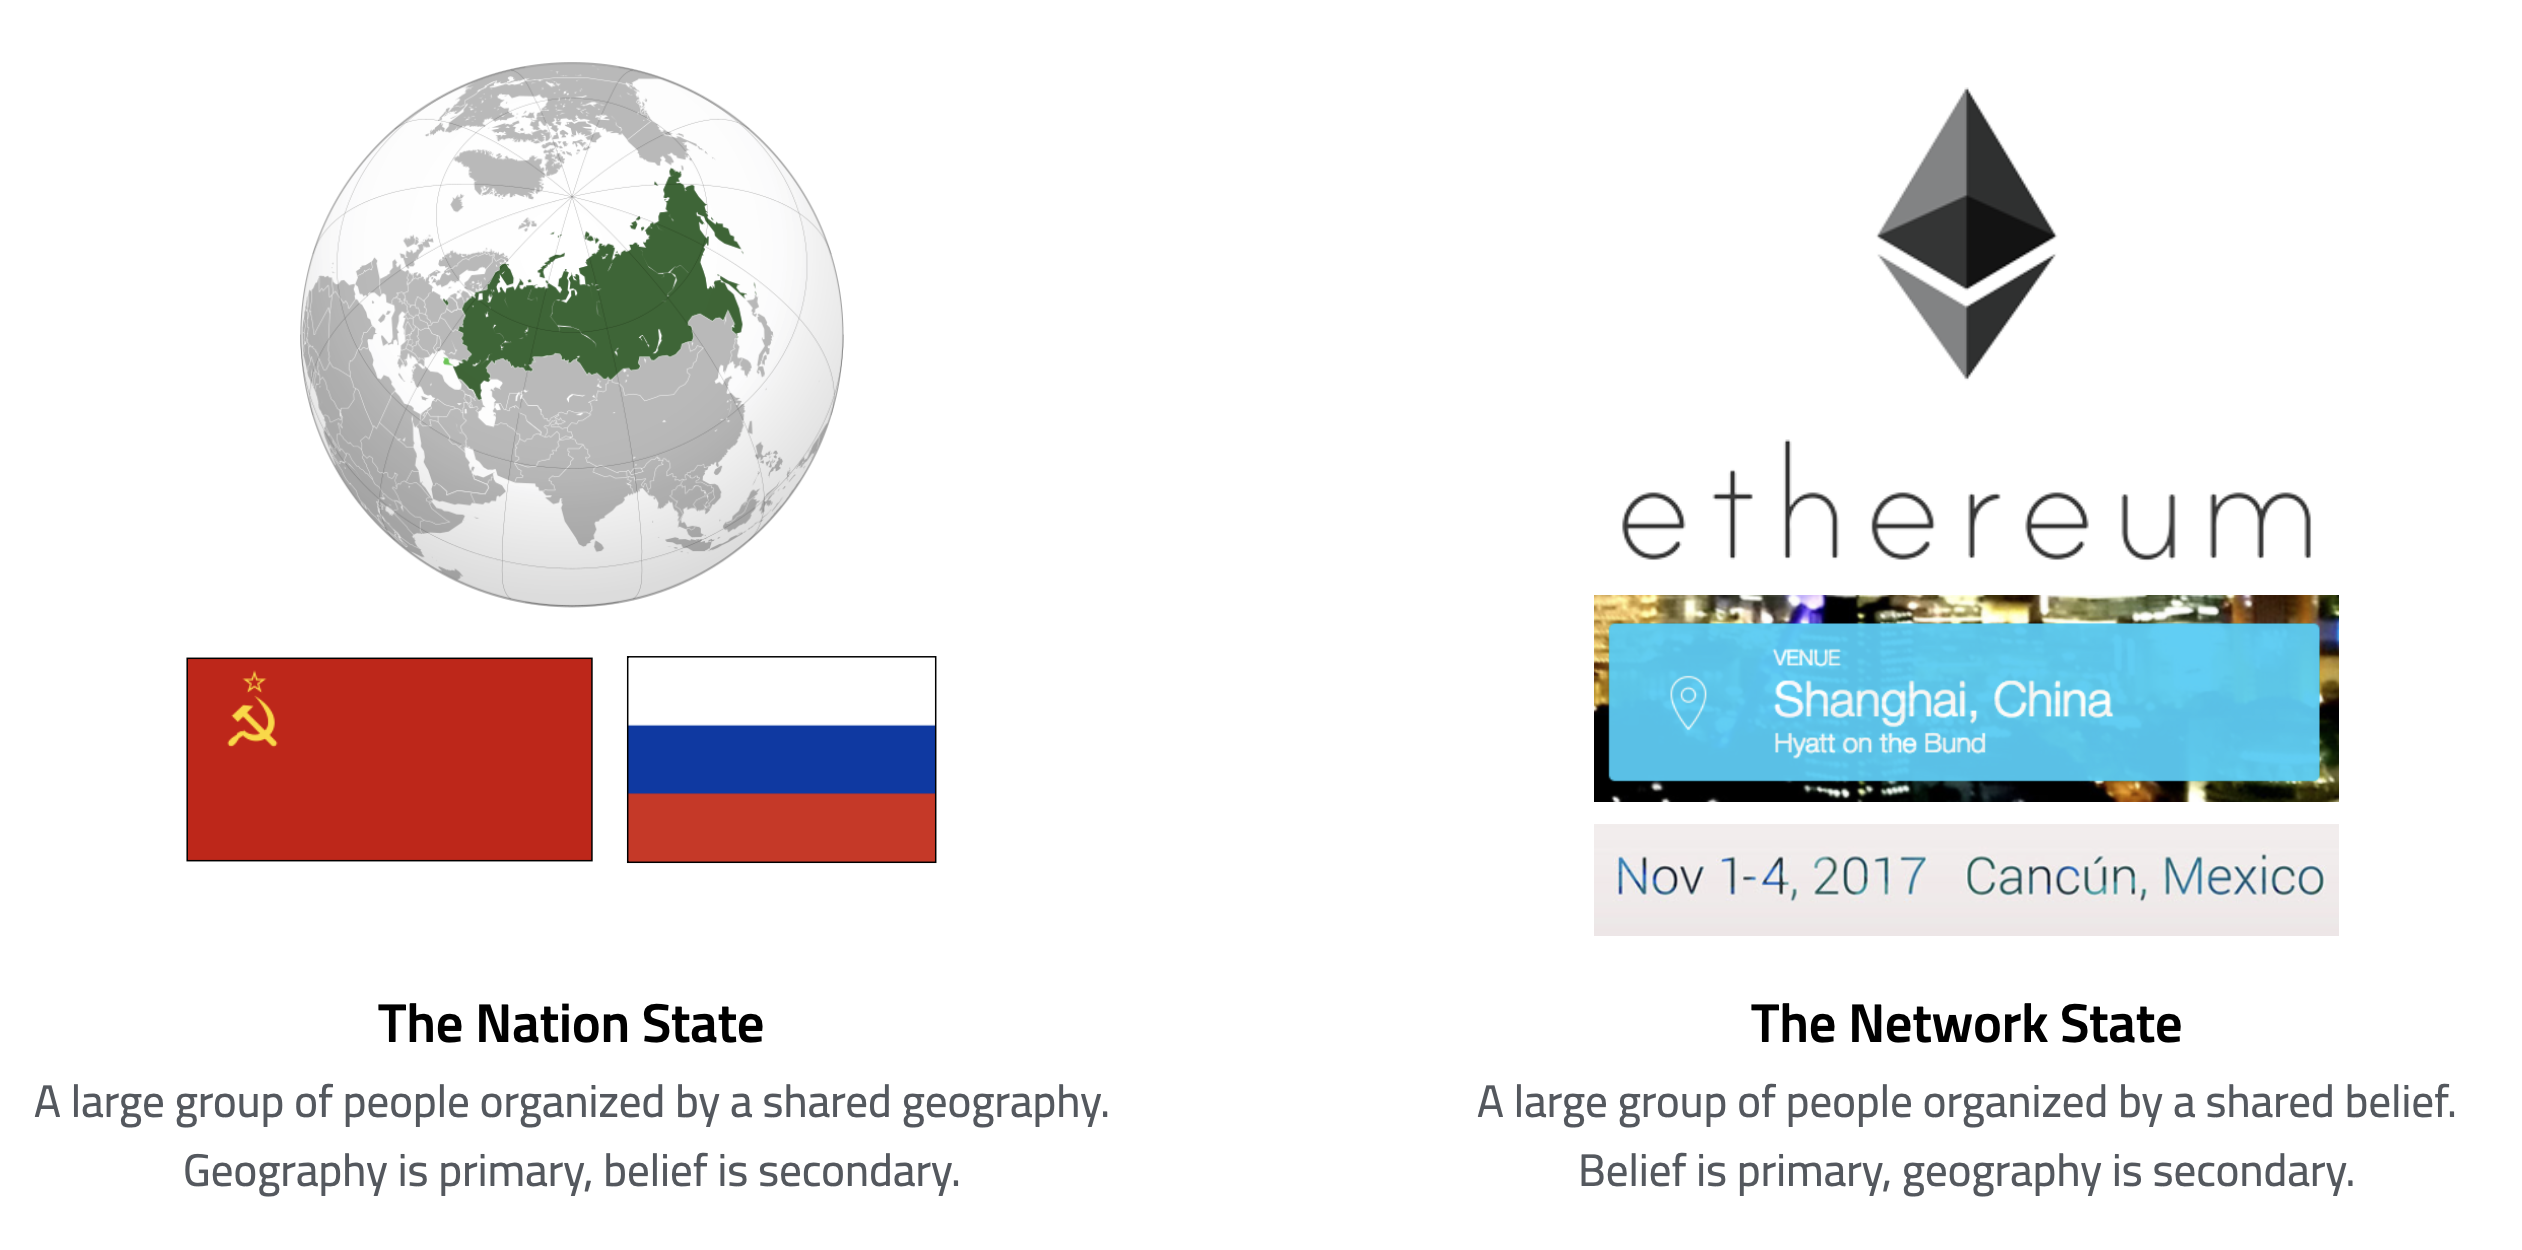 ethereum
VENUE
Shanghai, China
Hyatt on the Bund
Nov 1-4, 2017 Cancún, Mexico
The Nation State
A large group of people organized by a shared geography.
Geography is primary, belief is secondary.
The Network State
A large group of people organized by a shared belief.
Belief is primary, geography is secondary.